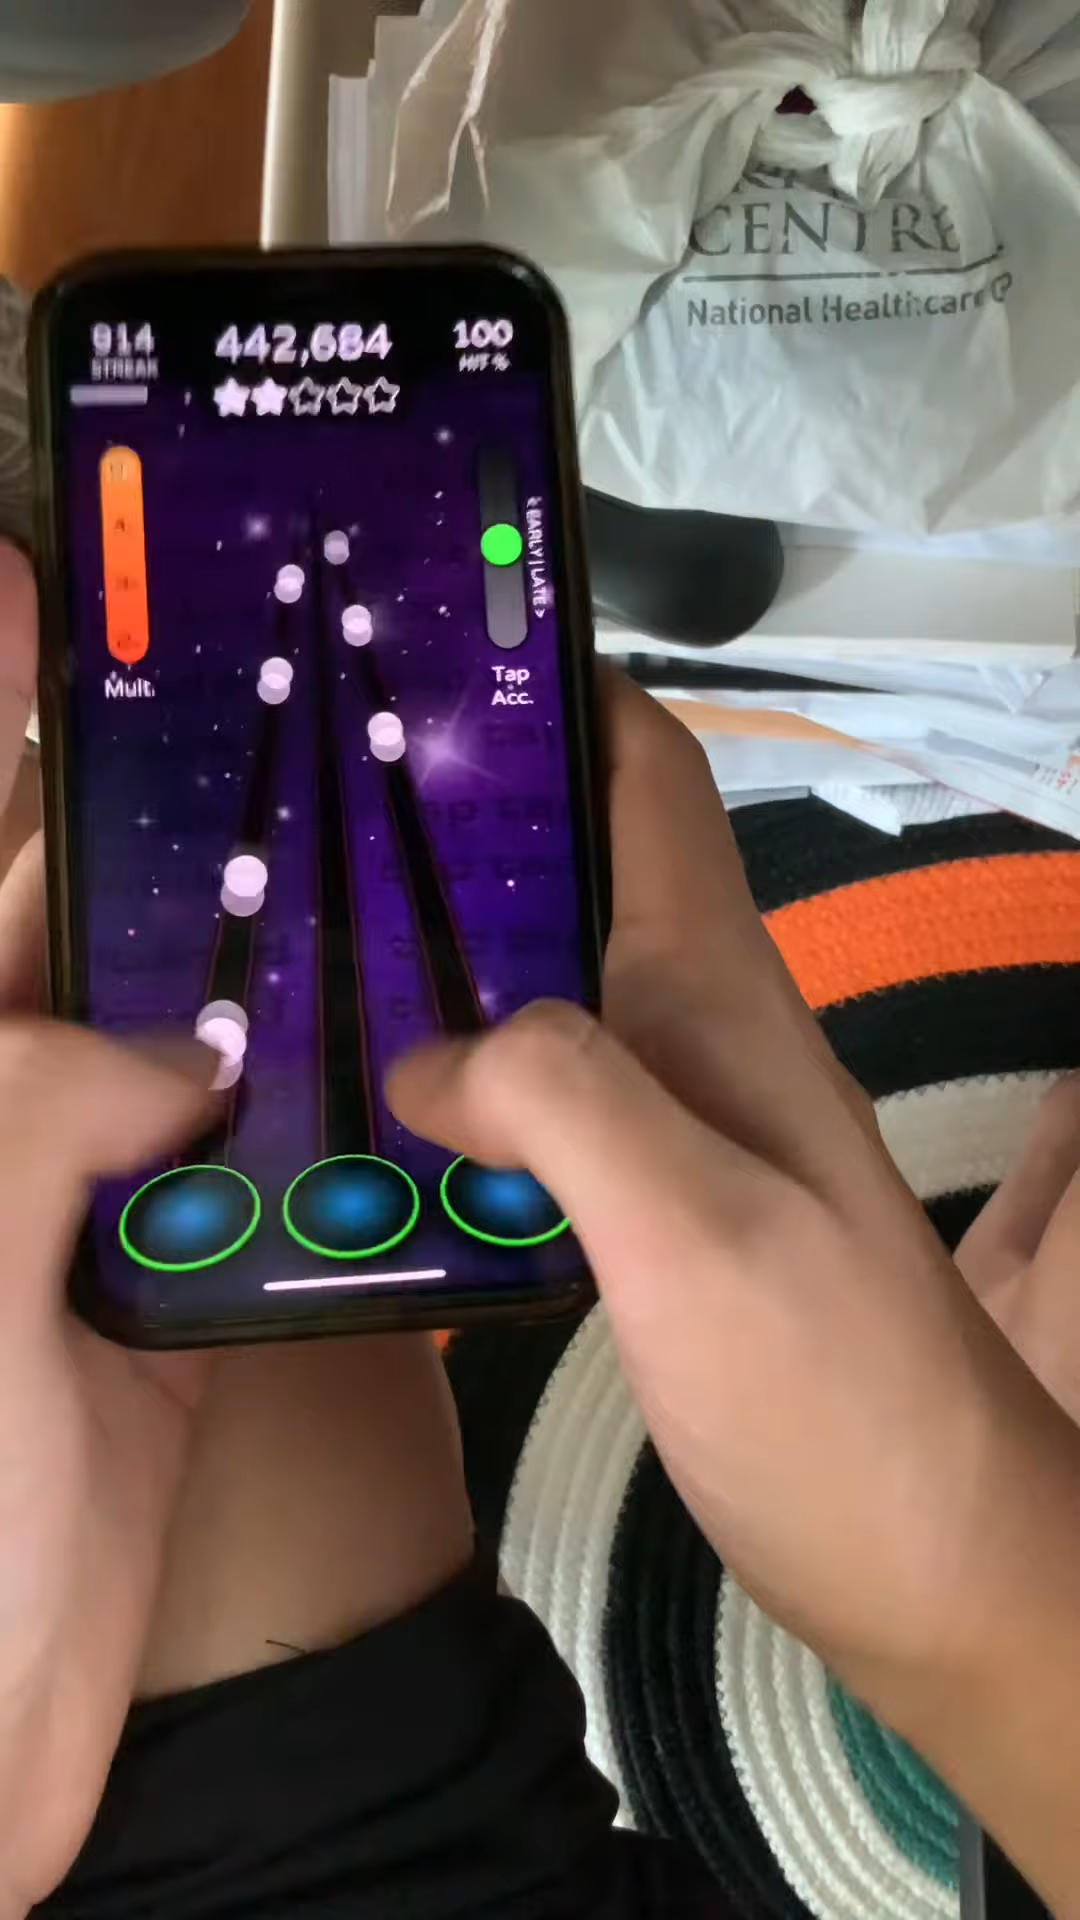 CENTRE
National Healthcare G
914
STREAK
442,684
100
HIT %
EARLY | LATE
Mult.
Tap
Acc.